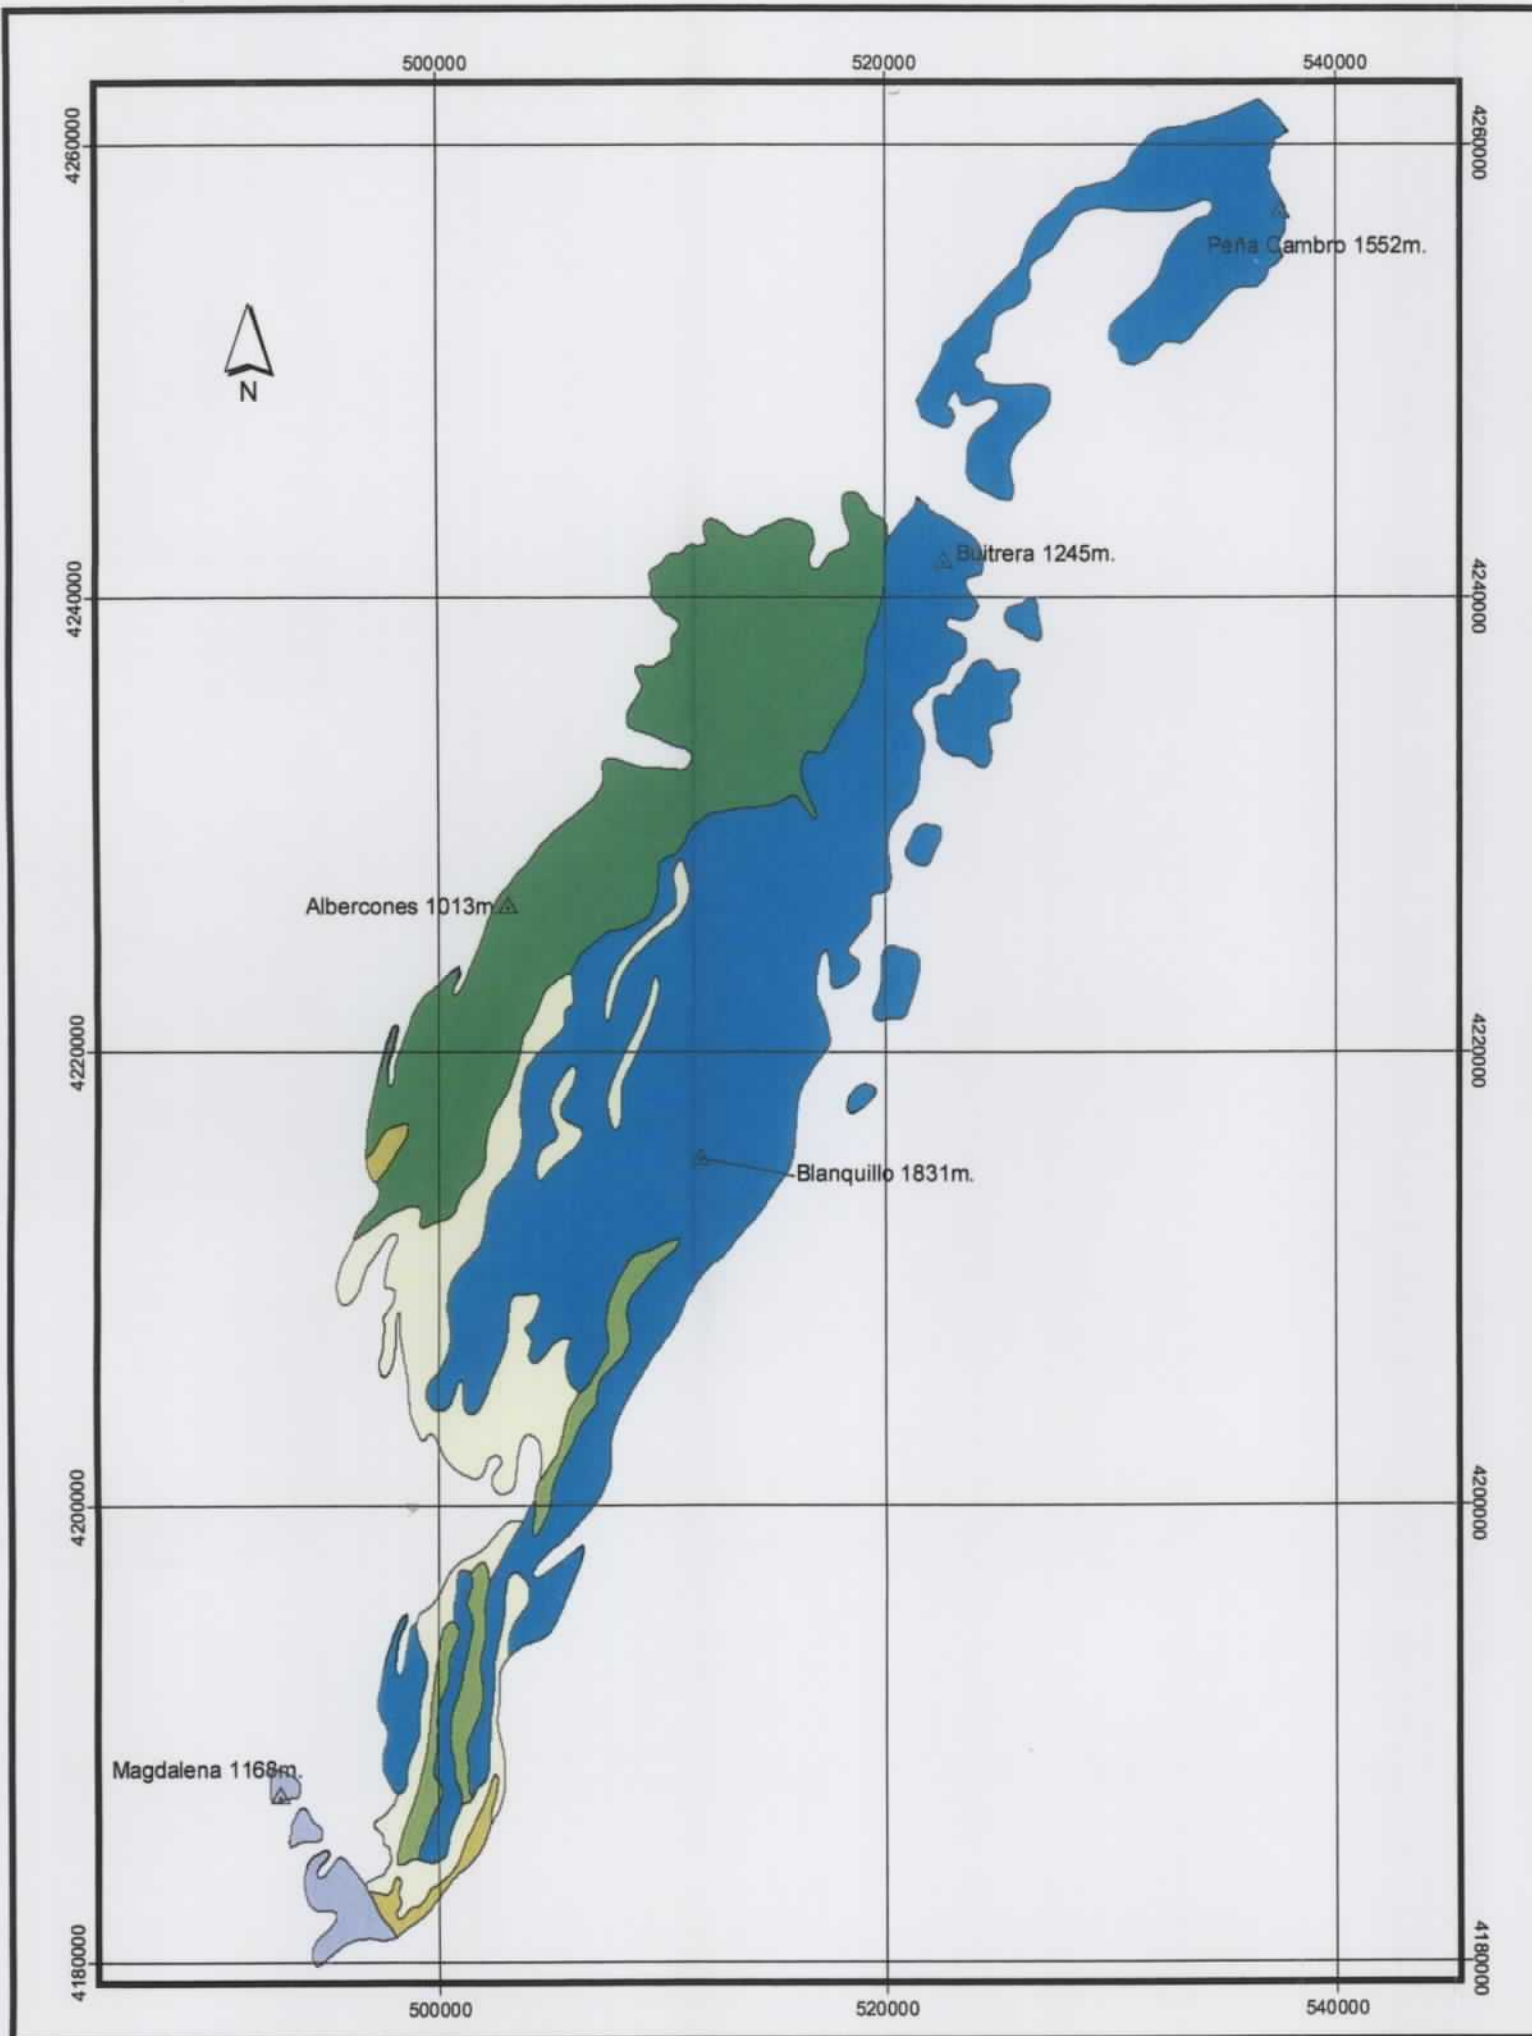 500000 520000 540000
4260000 4260000
Peña Cambro 1552m.
N
Buitrera 1245m.
4240000 4240000
Albercones 1013m.
4220000 4220000
Blanquillo 1831m.
4200000 4200000
Magdalena 1168m.
4180000 4180000
500000 520000 540000